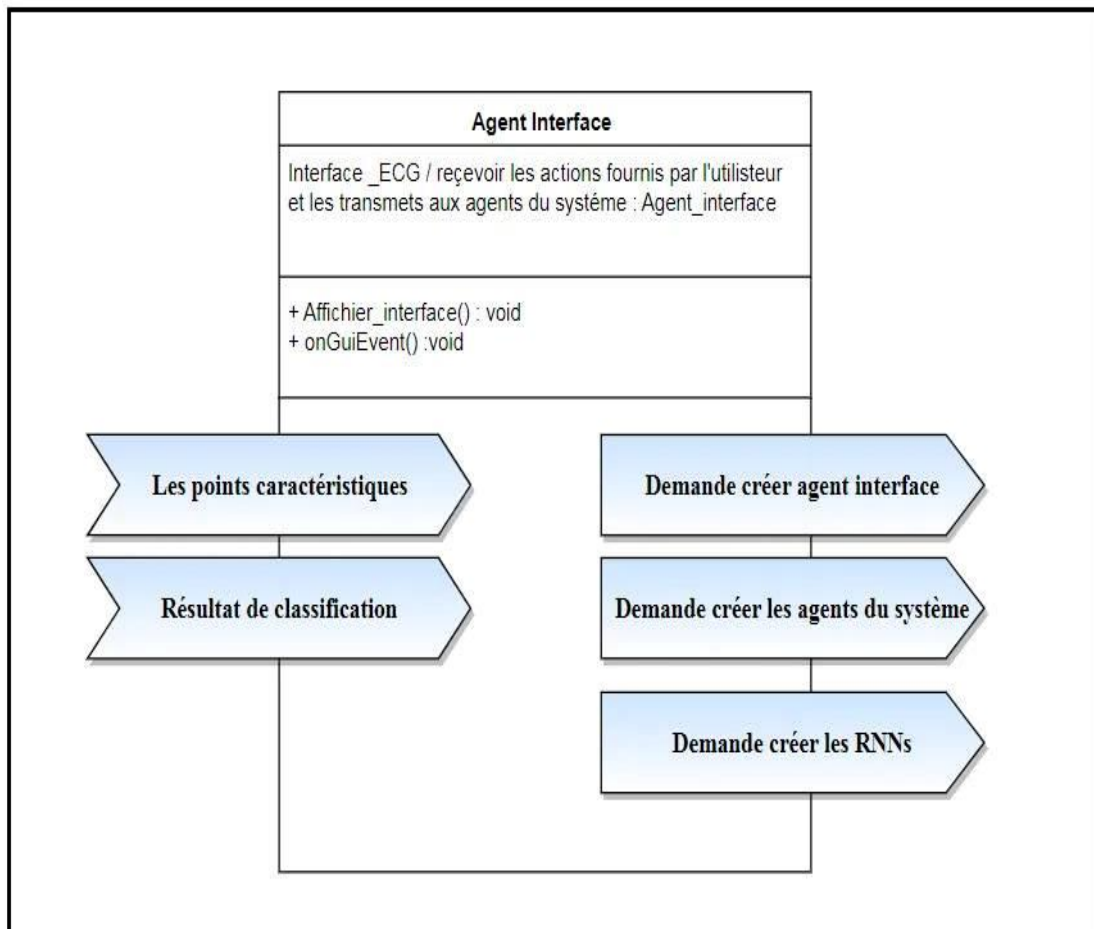 Agent Interface
Interface _ECG / reçevoir les actions fournis par l'utilisteur
et les transmets aux agents du systéme : Agent_interface
+ Affichier_interface() : void
+ onGuiEvent() :void
Les points caractéristiques
Résultat de classification
Demande créer agent interface
Demande créer les agents du système
Demande créer les RNNs